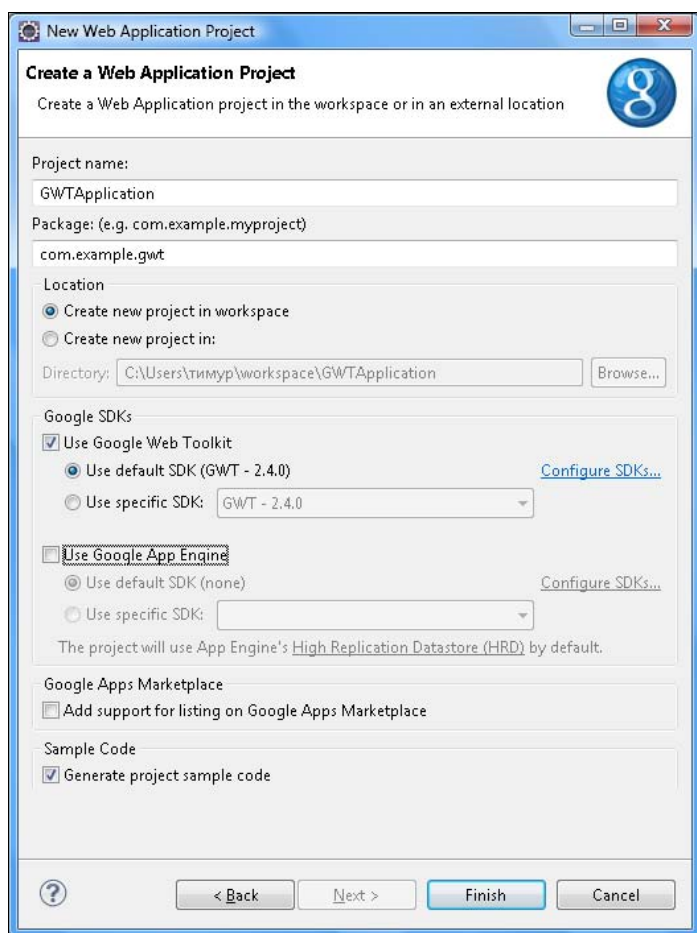 New Web Application Project
Create a Web Application Project
Create a Web Application project in the workspace or in an external location
Project name:
GWTApplication
Package: (e.g. com.example.myproject)
com.example.gwt
Location
Create new project in workspace
Create new project in:
Directory: C:\Users\тимур\workspace\GWTApplication Browse...
Google SDKs
Use Google Web Toolkit
Use default SDK (GWT - 2.4.0) Configure SDKs...
Use specific SDK: GWT - 2.4.0
Use Google App Engine
Use default SDK (none) Configure SDKs...
Use specific SDK:
The project will use App Engine's High Replication Datastore (HRD) by default.
Google Apps Marketplace
Add support for listing on Google Apps Marketplace
Sample Code
Generate project sample code
? < Back Next > Finish Cancel